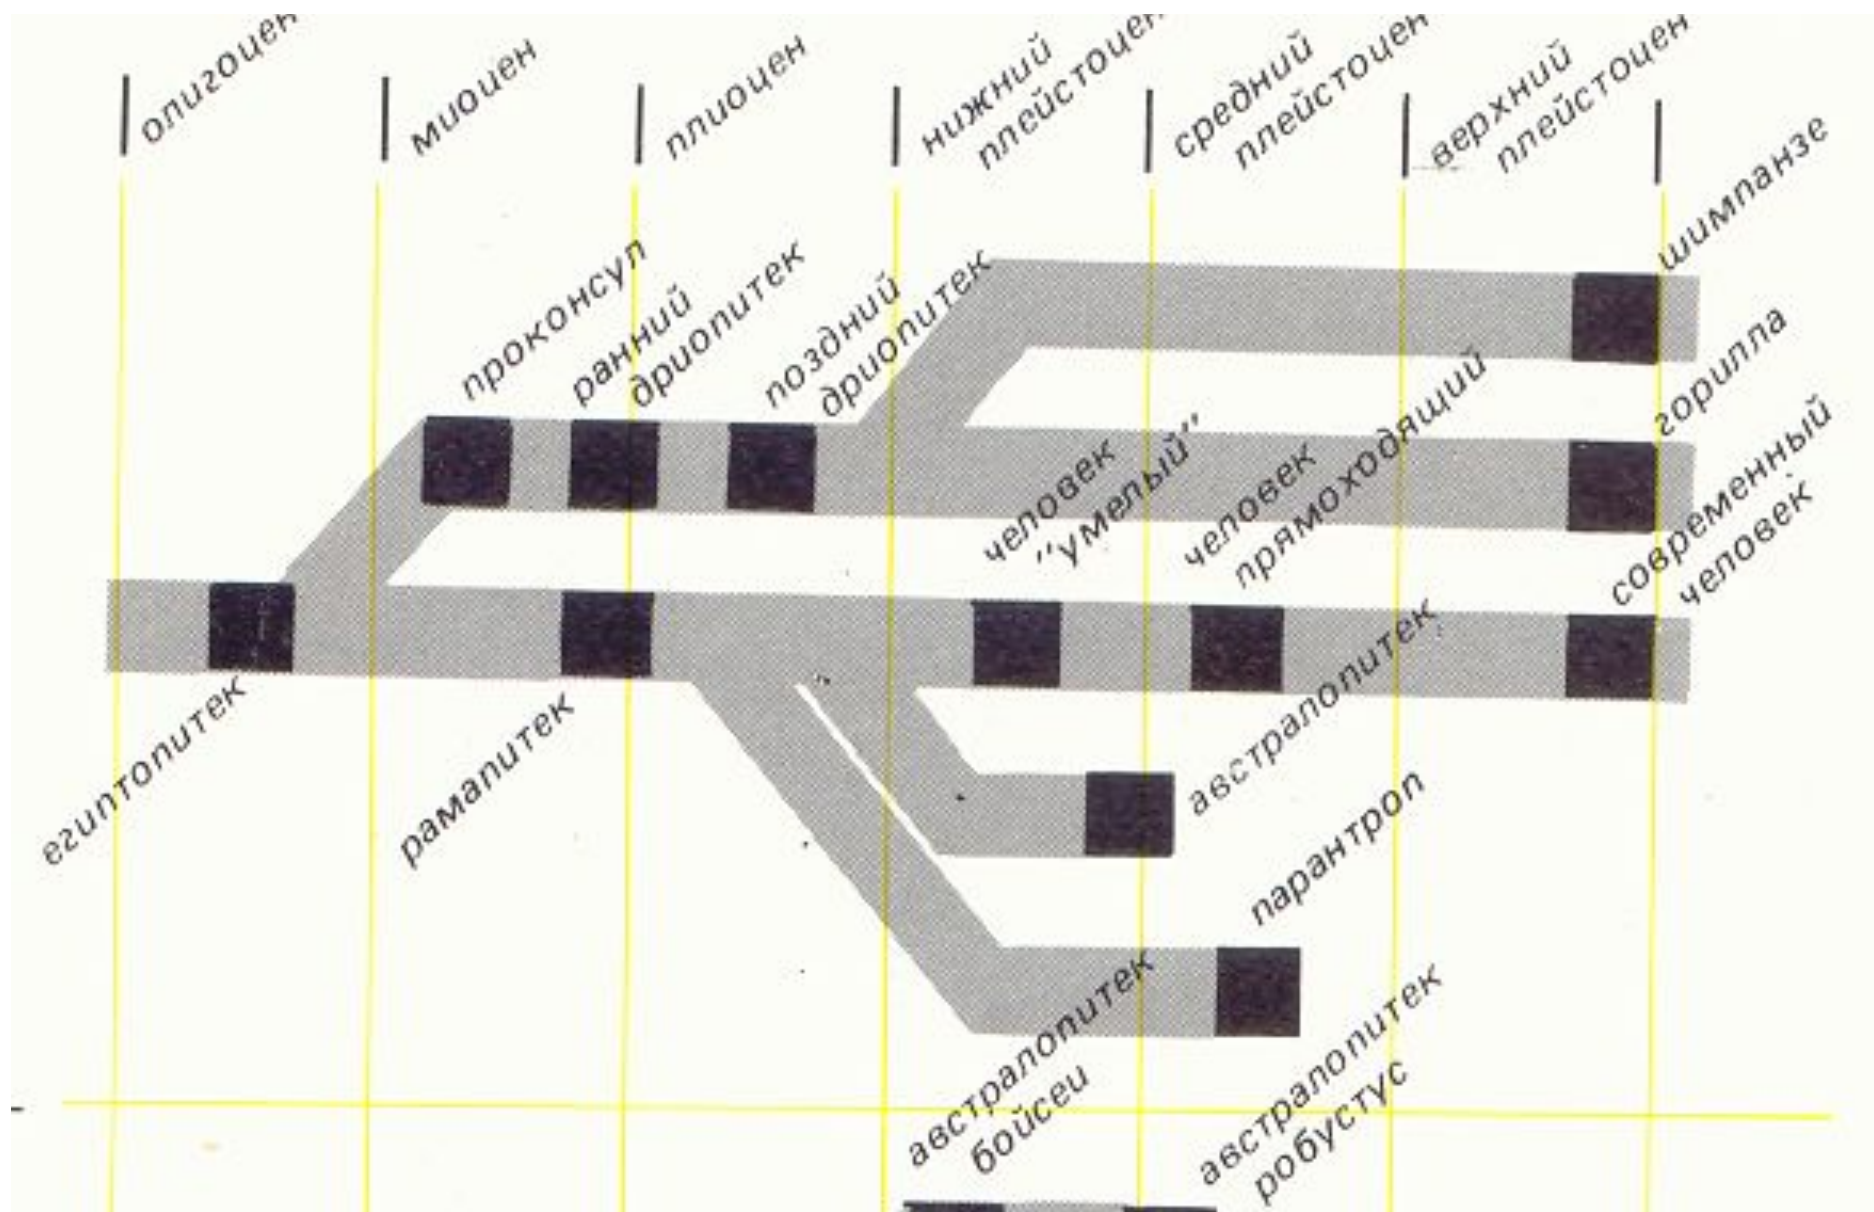 олигоцен
миоцен
плиоцен
нижний
плейстоцен
средний
плейстоцен
верхний
плейстоцен
шимпанзе
проконсул
ранний
дриопитек
поздний
дриопитек
горилла
человек
"умелый"
человек
прямоходящий
современный
человек
египтопитек
рамапитек
австралопитек
парантроп
австралопитек
бойсеи
австралопитек
робустус